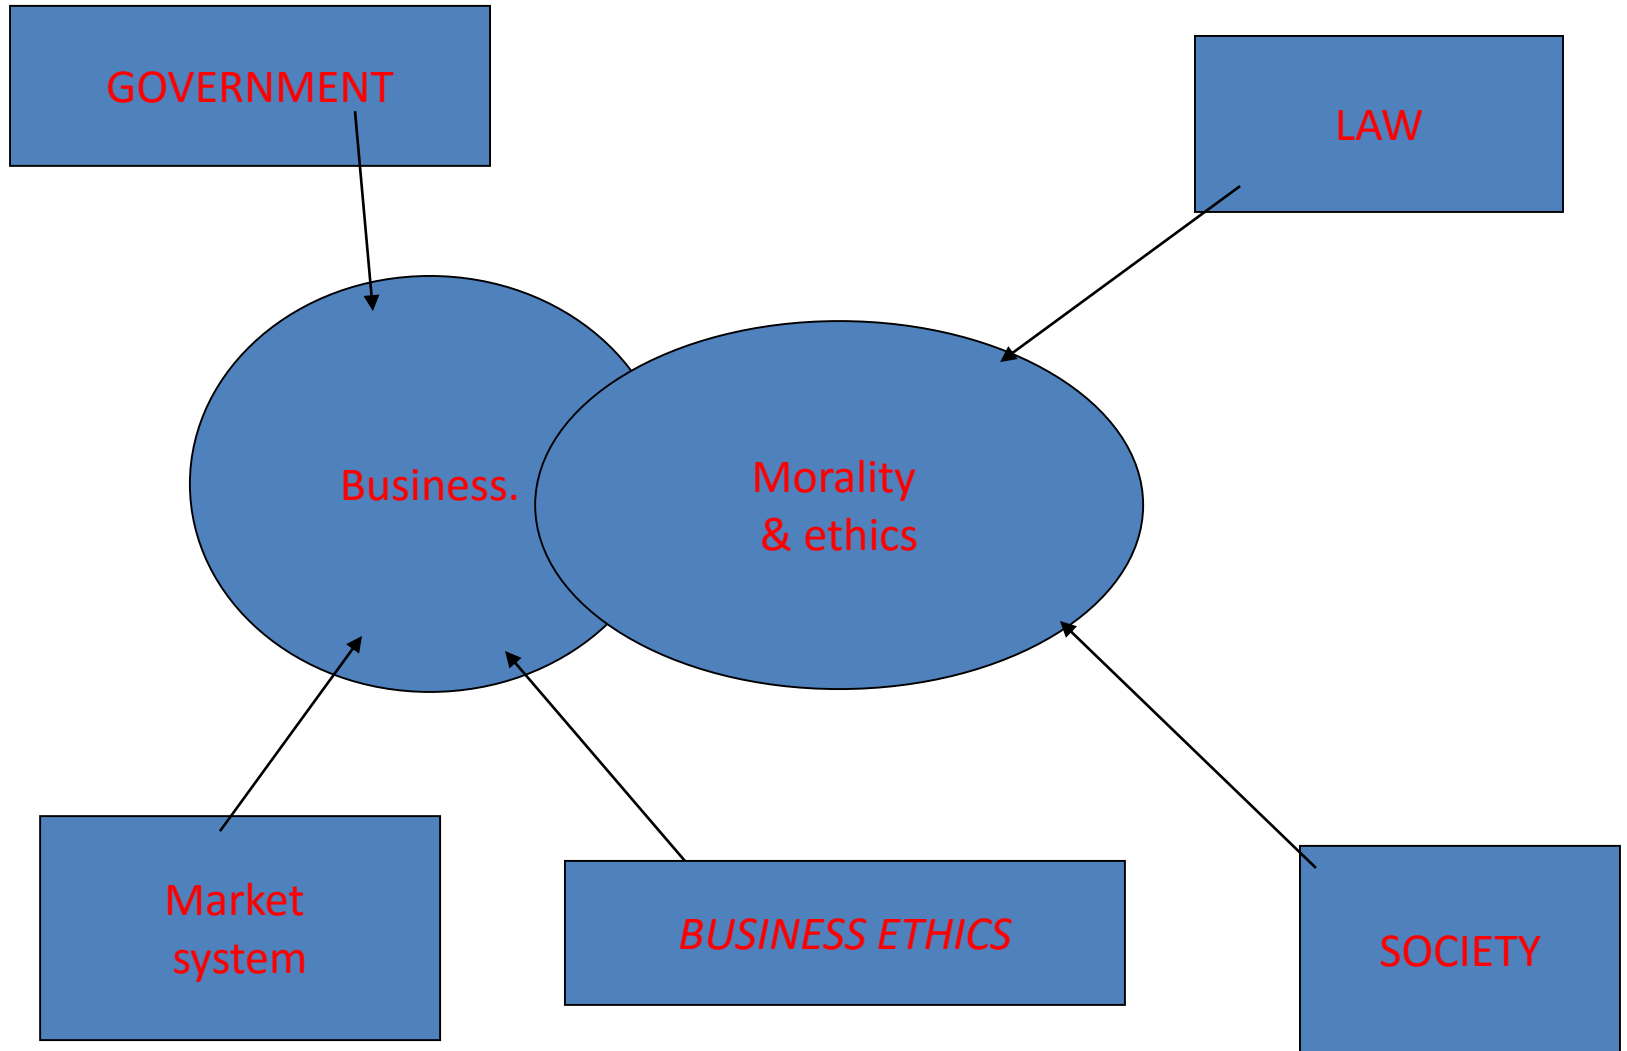 GOVERNMENT
LAW
Business.
Morality
& ethics
Market
system
BUSINESS ETHICS
SOCIETY